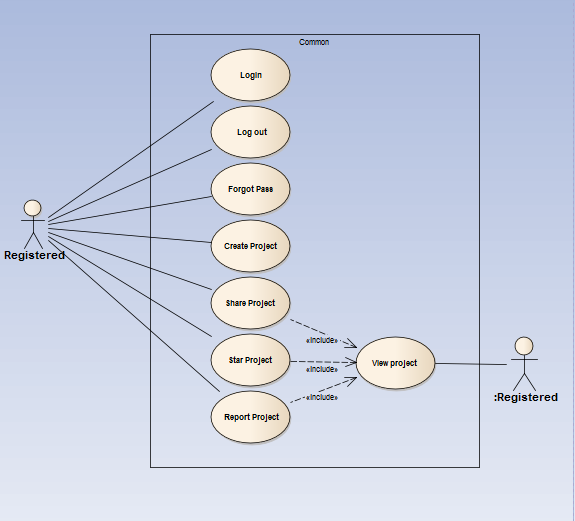 Common
Login
Log out
Forgot Pass
Create Project
Registered
Share Project
«include»
Star Project
View project
«include»
«include»
:Registered
Report Project